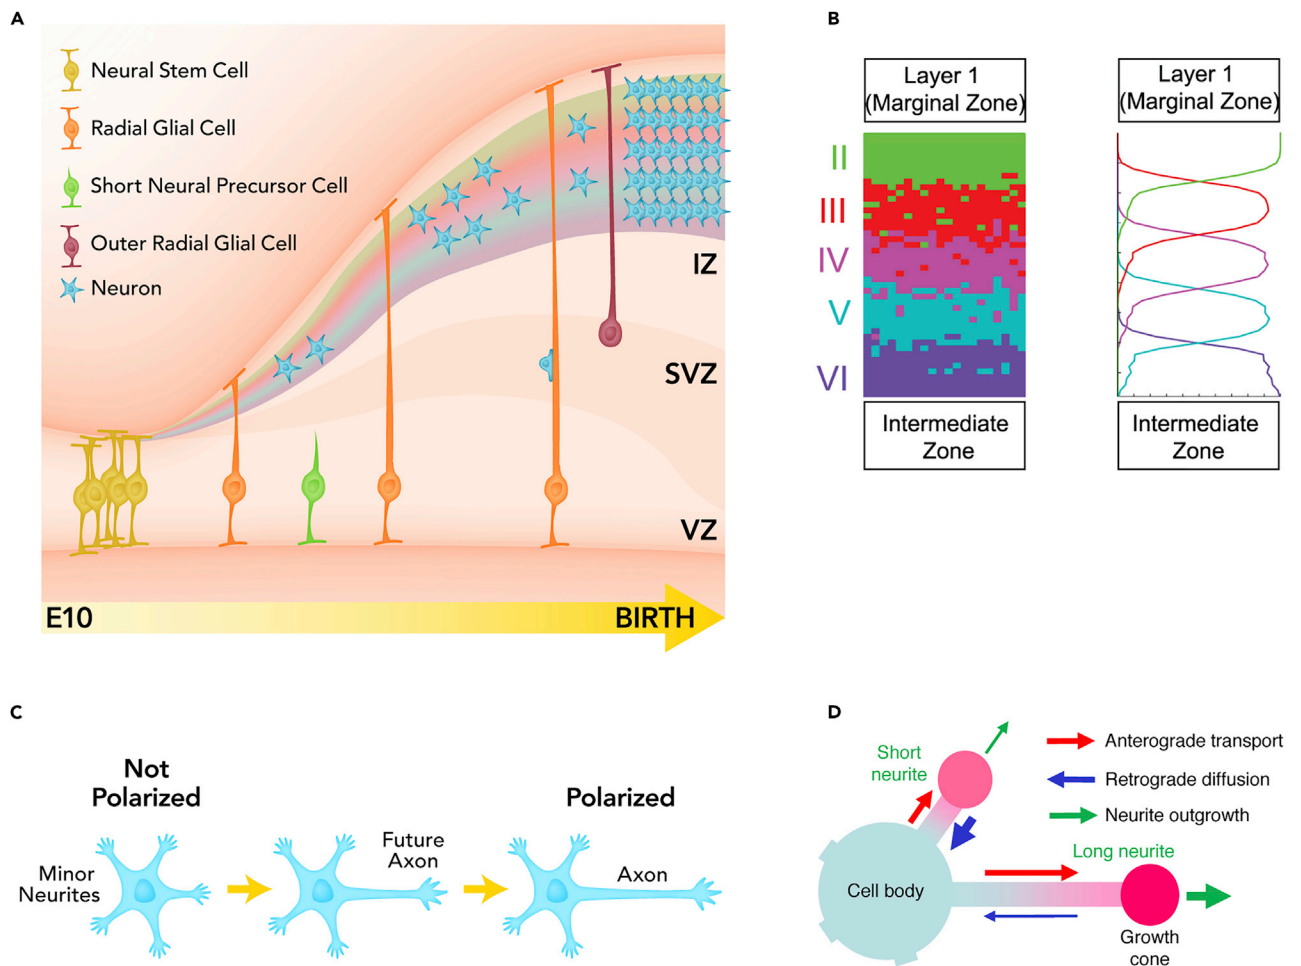 A
Neural Stem Cell
Radial Glial Cell
Short Neural Precursor Cell
Outer Radial Glial Cell
Neuron
IZ
SVZ
VZ
E10
BIRTH
B
Layer 1
(Marginal Zone)
II
III
IV
V
VI
Intermediate
Zone
Layer 1
(Marginal Zone)
Intermediate
Zone
C
Not
Polarized
Minor
Neurites
Future
Axon
Polarized
Axon
D
Short
neurite
Anterograde transport
Retrograde diffusion
Neurite outgrowth
Long neurite
Cell body
Growth
cone